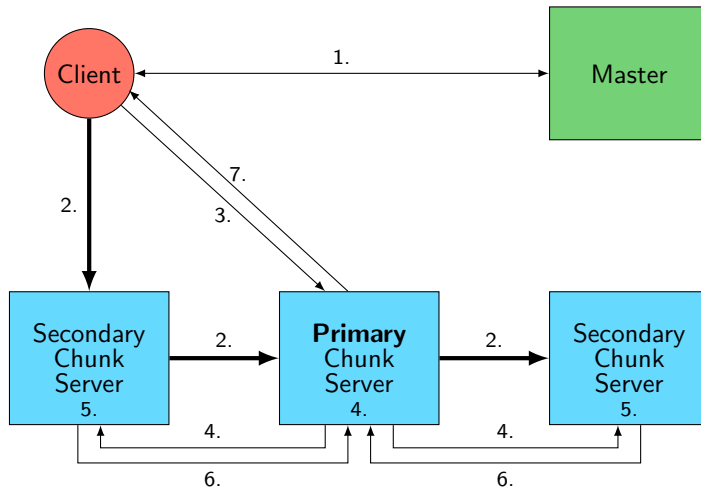 1.
Client
Master
7.
2.
3.
Secondary
Chunk
Server
5.
2.
Primary
Chunk
Server
4.
2.
Secondary
Chunk
Server
5.
4.
4.
6.
6.